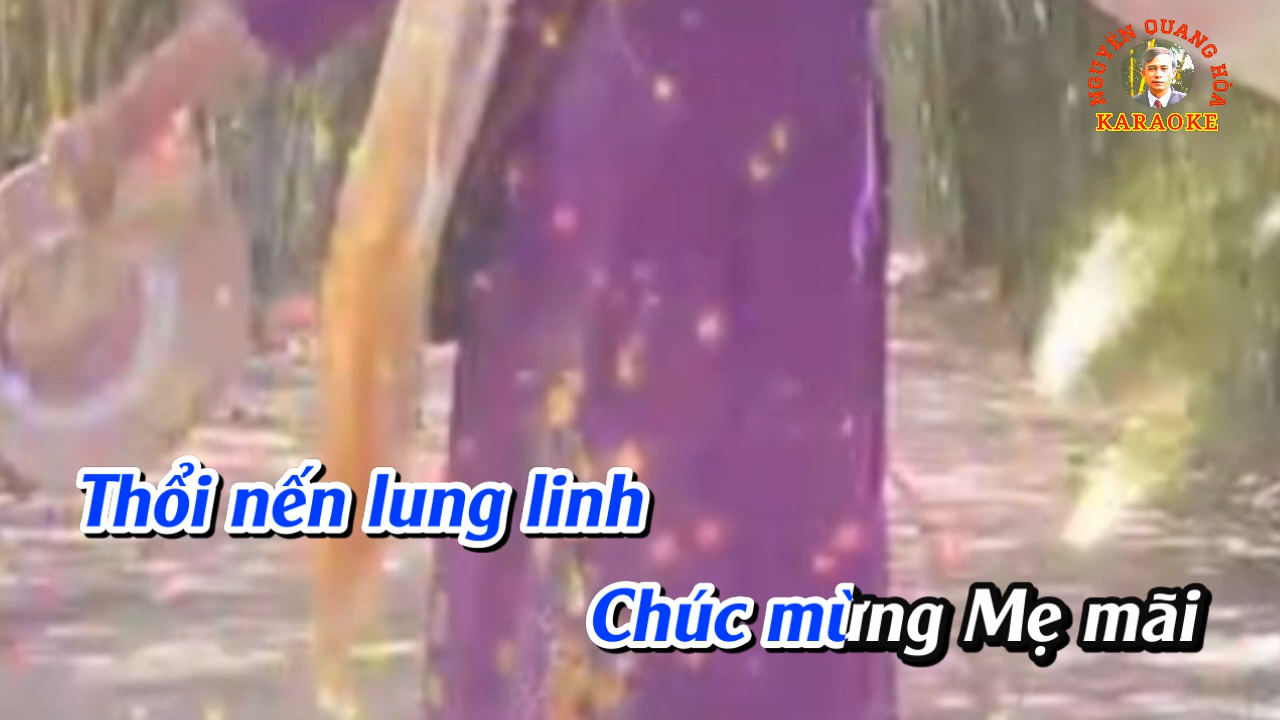 NGUYỄN QUANG HÒA
KARAOKE
Thổi nến lung linh
Chúc mừng Mẹ mãi